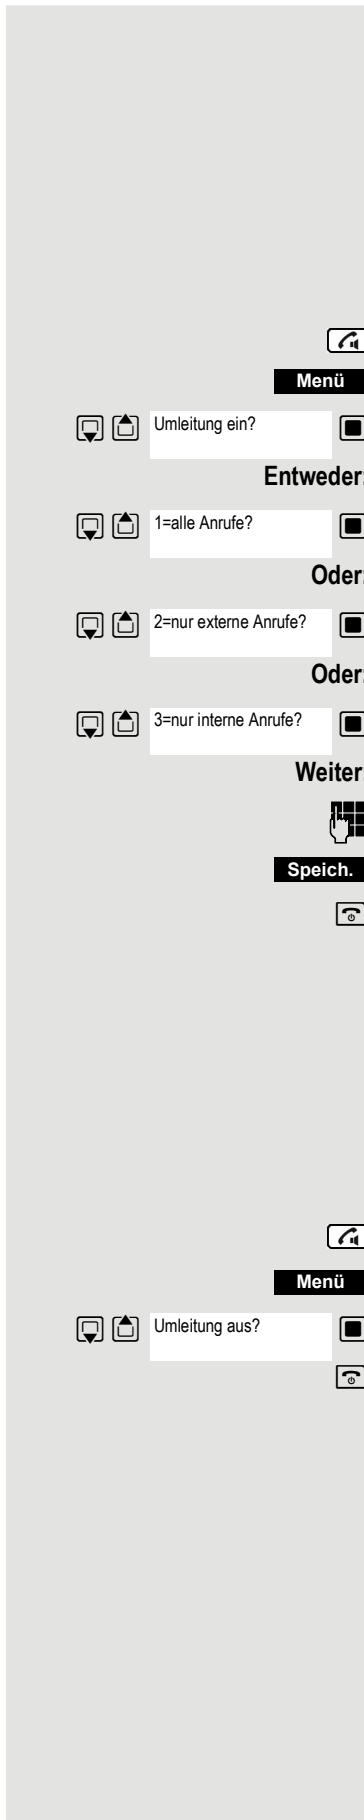 Menü
Umleitung ein?
Entweder:
1=alle Anrufe?
Oder:
2=nur externe Anrufe?
Oder:
3=nur interne Anrufe?
Weiter:
Speich.
Menü
Umleitung aus?